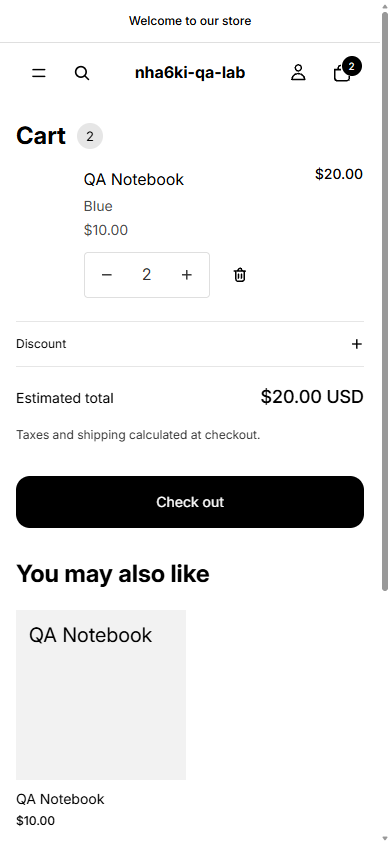 Welcome to our store
nha6ki-qa-lab
2
Cart 2
QA Notebook $20.00
Blue
$10.00
− 2 +
Discount +
Estimated total $20.00 USD
Taxes and shipping calculated at checkout.
Check out
You may also like
QA Notebook
QA Notebook
$10.00